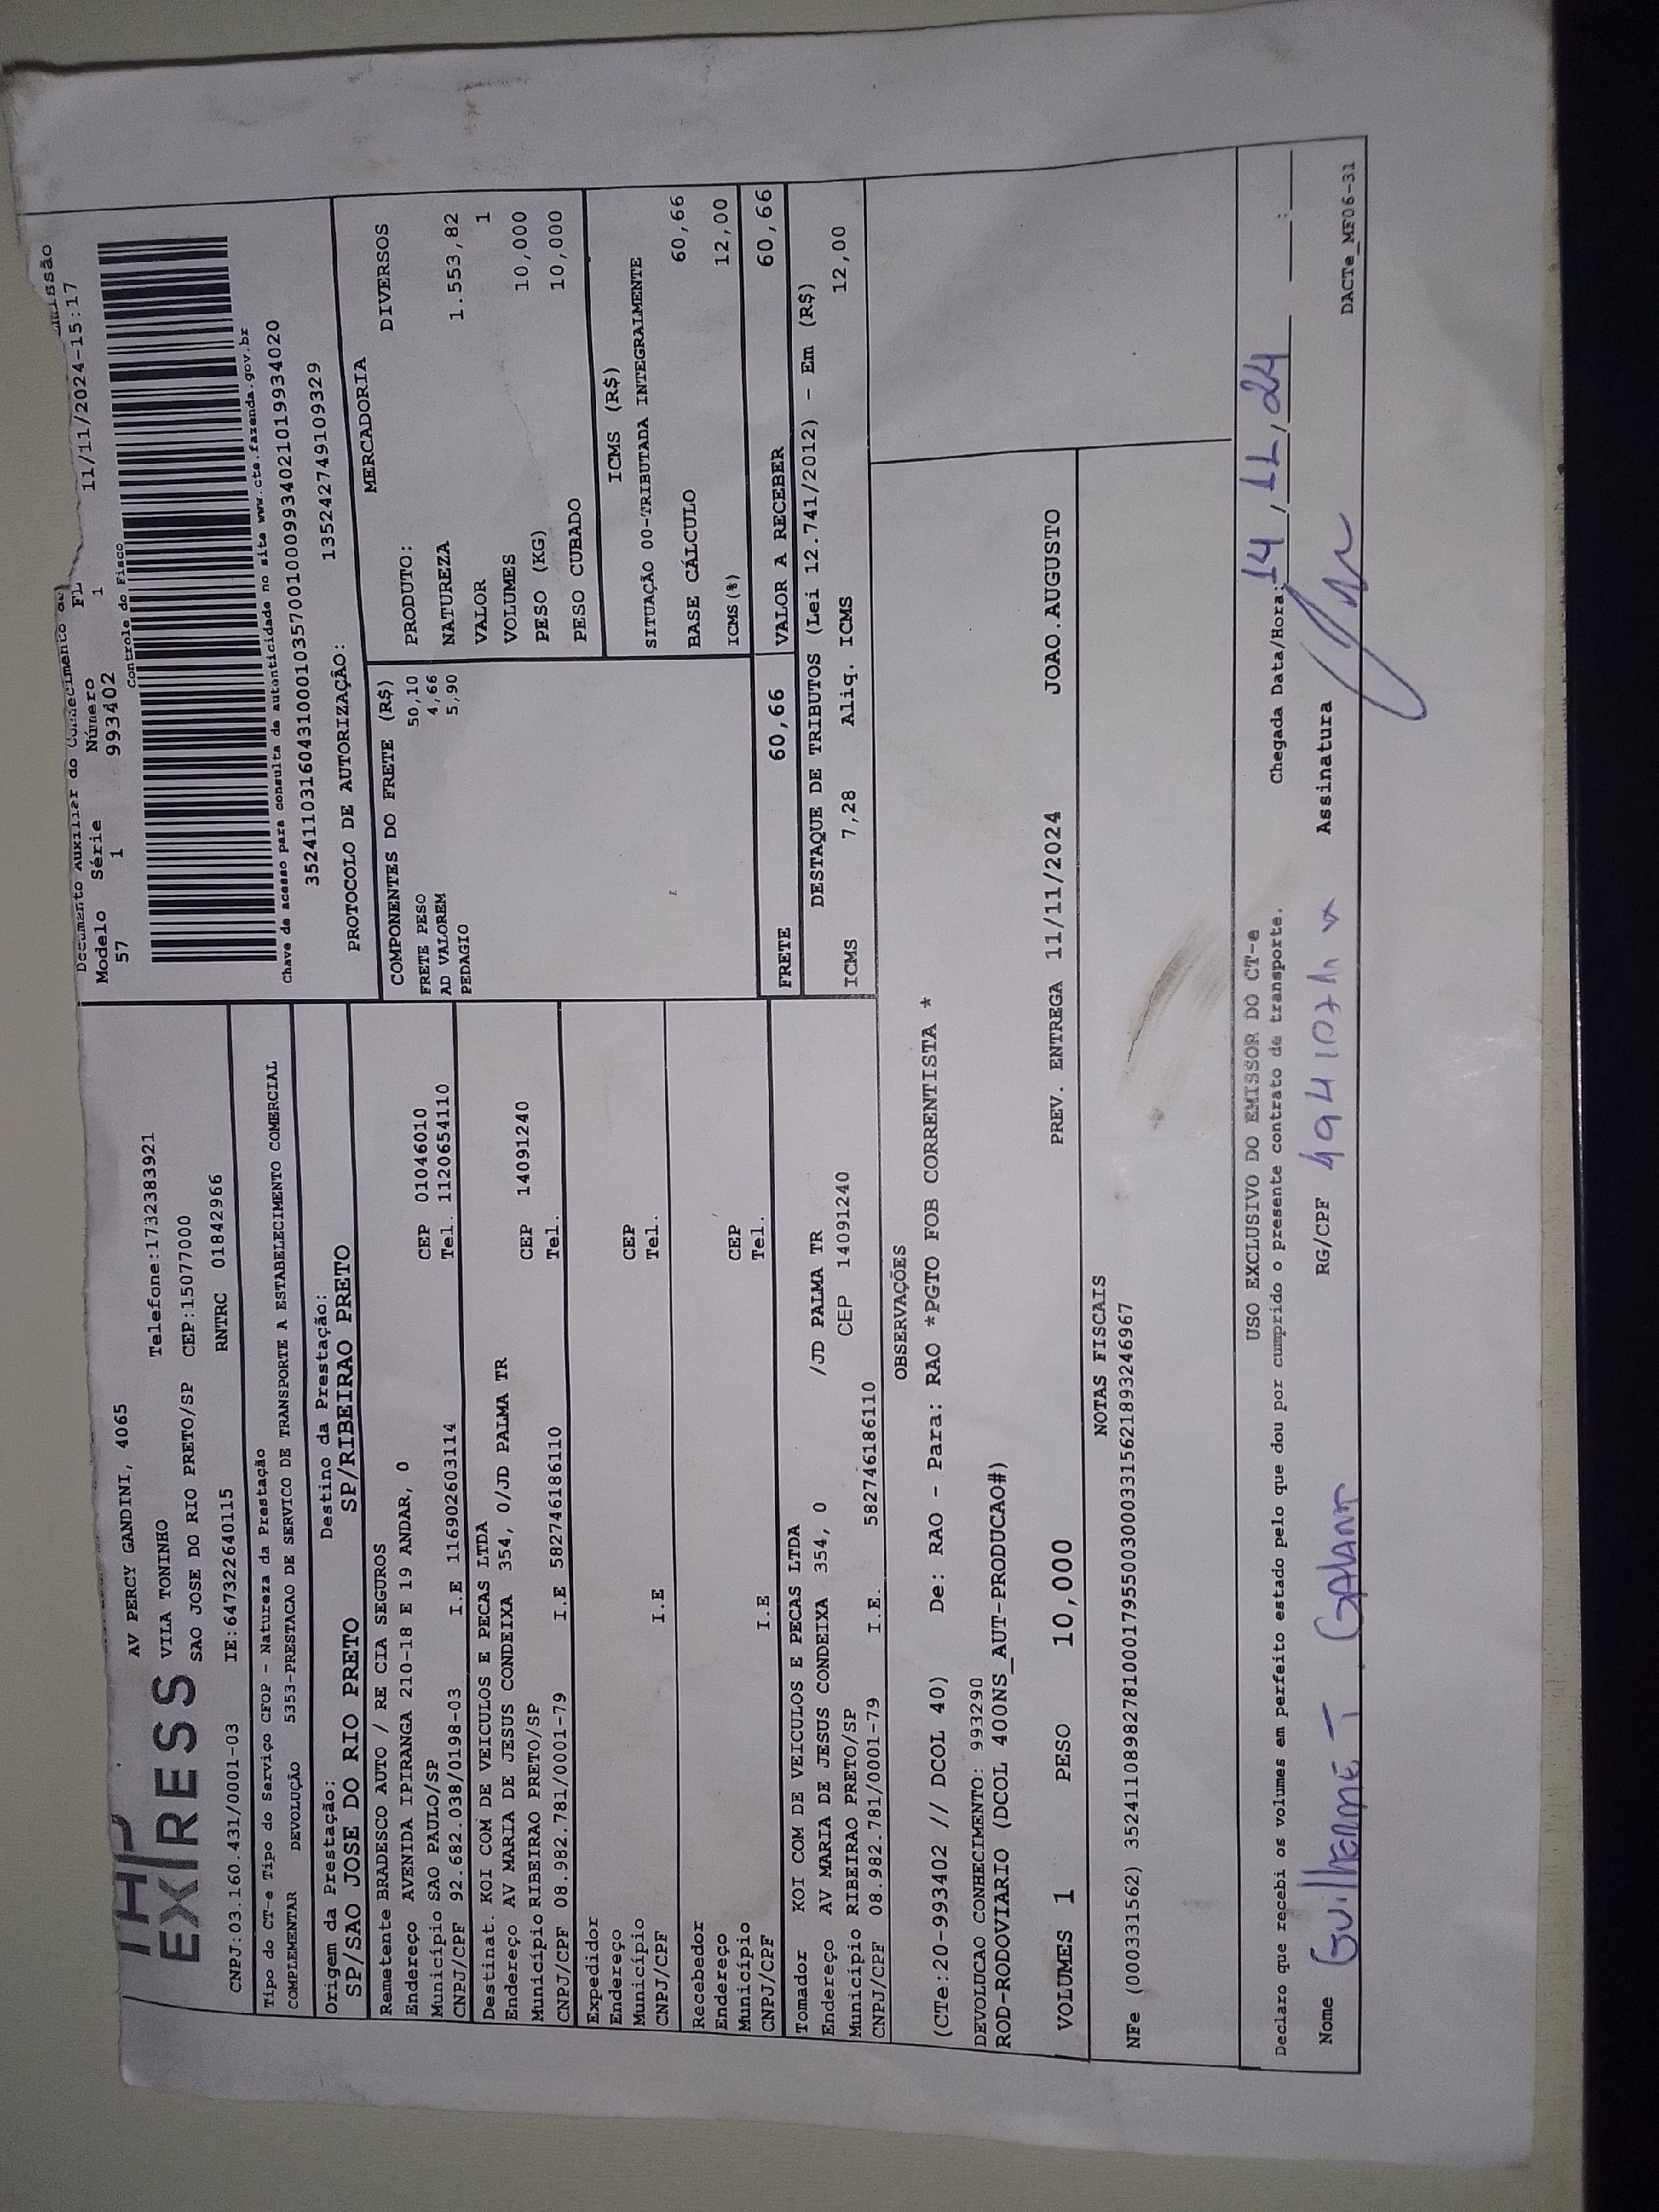 EXPRESS
AV PERCY GANDINI, 4065
VILA TONINHO Telefone:1732383921
SAO JOSE DO RIO PRETO/SP CEP:15077000
CNPJ:03.160.431/0001-03 IE:647322640115 RNTRC 01842966
Documento Auxiliar do Conhecimento de
Modelo Série Número FL
57 1 993402 1 11/11/2024-15:17
Controle do Fisco
Chave de acesso para consulta de autenticidade no site www.cte.fazenda.gov.br
35241103160431000103570010009934021019934020
PROTOCOLO DE AUTORIZAÇÃO: 135242749109329
Tipo do CT-e Tipo do Serviço CFOP - Natureza da Prestação
COMPLEMENTAR DEVOLUÇÃO 5353-PRESTACAO DE SERVICO DE TRANSPORTE A ESTABELECIMENTO COMERCIAL
Origem da Prestação: Destino da Prestação:
SP/SAO JOSE DO RIO PRETO SP/RIBEIRAO PRETO
Remetente BRADESCO AUTO / RE CIA SEGUROS
Endereço AVENIDA IPIRANGA 210-18 E 19 ANDAR, 0 CEP 01046010
Município SAO PAULO/SP Tel. 1120654110
CNPJ/CPF 92.682.038/0198-03 I.E 116902603114
Destinat. KOI COM DE VEICULOS E PECAS LTDA
Endereço AV MARIA DE JESUS CONDEIXA 354, 0/JD PALMA TR
Município RIBEIRAO PRETO/SP CEP 14091240
CNPJ/CPF 08.982.781/0001-79 I.E 582746186110 Tel.
Expedidor
Endereço
Município CEP
CNPJ/CPF I.E Tel.
Recebedor
Endereço
Município CEP
CNPJ/CPF I.E Tel.
Tomador KOI COM DE VEICULOS E PECAS LTDA
Endereço AV MARIA DE JESUS CONDEIXA 354, 0 /JD PALMA TR
Município RIBEIRAO PRETO/SP CEP 14091240
CNPJ/CPF 08.982.781/0001-79 I.E. 582746186110
COMPONENTES DO FRETE (R$)
FRETE PESO 50,10
AD VALOREM 4,66
PEDAGIO 5,90
MERCADORIA
PRODUTO: DIVERSOS
NATUREZA
VALOR 1.553,82
VOLUMES 1
PESO (KG) 10,000
PESO CUBADO 10,000
ICMS (R$)
SITUAÇÃO 00-TRIBUTADA INTEGRALMENTE
BASE CÁLCULO 60,66
ICMS(%) 12,00
FRETE 60,66 VALOR A RECEBER 60,66
DESTAQUE DE TRIBUTOS (Lei 12.741/2012) - Em (R$)
ICMS 7,28 Aliq. ICMS 12,00
OBSERVAÇÕES
(CTe:20-993402 // DCOL 40) De: RAO - Para: RAO *PGTO FOB CORRENTISTA *
DEVOLUCAO CONHECIMENTO: 993290
ROD-RODOVIARIO (DCOL 400NS_AUT-PRODUCAO#)
VOLUMES 1 PESO 10,000 PREV. ENTREGA 11/11/2024 JOAO.AUGUSTO
NOTAS FISCAIS
NFe (000331562) 35241108982781000179550030003315621893246967
USO EXCLUSIVO DO EMISSOR DO CT-e
Declaro que recebi os volumes em perfeito estado pelo que dou por cumprido o presente contrato de transporte. Chegada Data/Hora: 14/11/24 :
Nome Guilherme T. RG/CPF Assinatura
DACTe_MF06-31